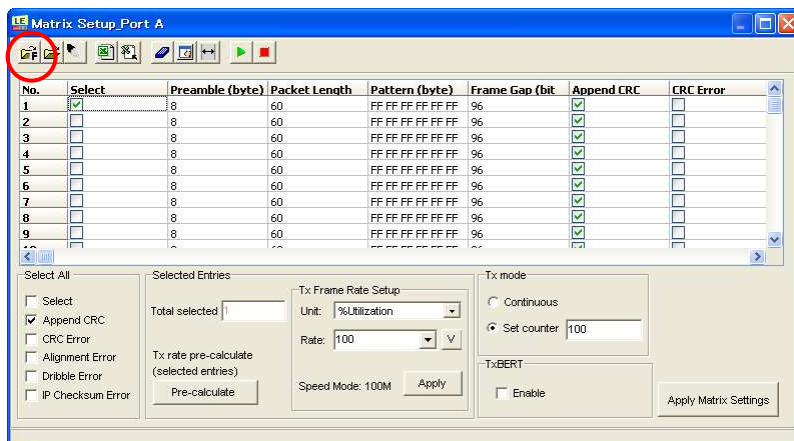 LE Matrix Setup_Port A
F
No. Select Preamble (byte) Packet Length Pattern (byte) Frame Gap (bit Append CRC CRC Error
1 8 60 FF FF FF FF FF FF 96
2 8 60 FF FF FF FF FF FF 96
3 8 60 FF FF FF FF FF FF 96
4 8 60 FF FF FF FF FF FF 96
5 8 60 FF FF FF FF FF FF 96
6 8 60 FF FF FF FF FF FF 96
7 8 60 FF FF FF FF FF FF 96
8 8 60 FF FF FF FF FF FF 96
9 8 60 FF FF FF FF FF FF 96
Select All
Select
Append CRC
CRC Error
Alignment Error
Dribble Error
IP Checksum Error
Selected Entries
Total selected 1
Tx rate pre-calculate
(selected entries)
Pre-calculate
Tx Frame Rate Setup
Unit: %Utilization
Rate: 100 V
Speed Mode: 100M Apply
Tx mode
Continuous
Set counter 100
TxBERT
Enable
Apply Matrix Settings